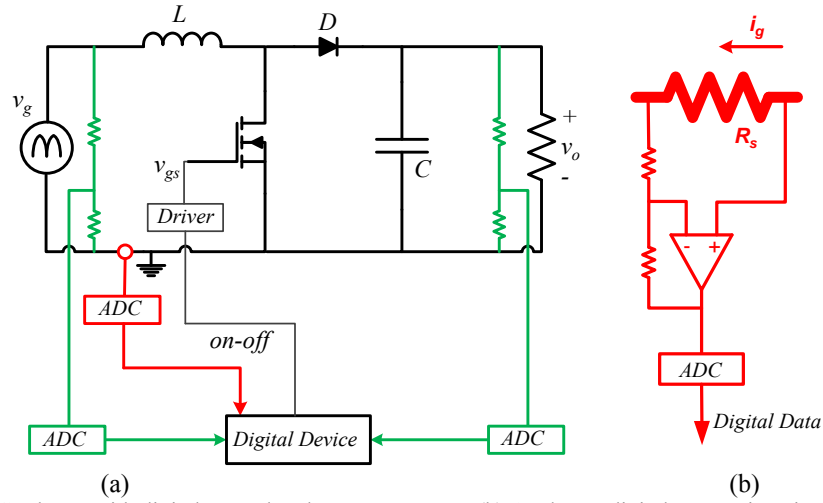 L
D
v_g
v_gs
Driver
C
+
v_o
-
ADC
on-off
ADC
Digital Device
ADC
(a)
i_g
R_s
- +
ADC
Digital Data
(b)